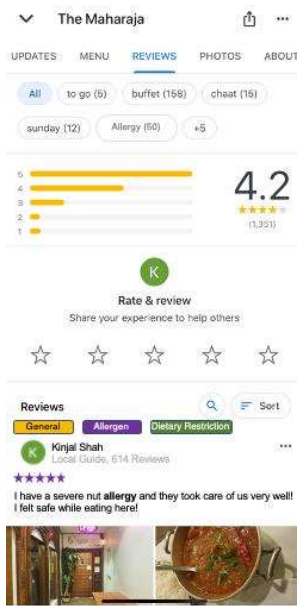 The Maharaja
UPDATES MENU REVIEWS PHOTOS ABOUT
All to go (5) buffet (158) chaat (15)
sunday (12) Allergy (50) +5
5
4
3
2
1
4.2
(1,351)
K
Rate & review
Share your experience to help others
Reviews Sort
General Allergen Dietary Restriction
K
Kinjal Shah
Local Guide, 614 Reviews
I have a severe nut allergy and they took care of us very well!
I felt safe while eating here!